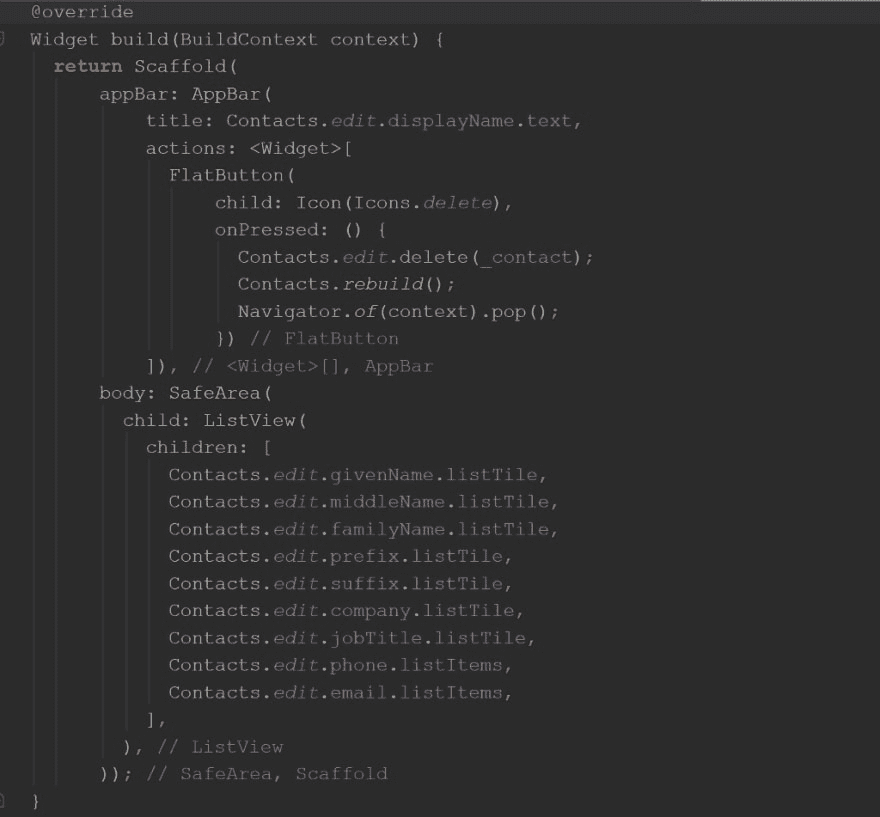 @override
Widget build(BuildContext context) {
return Scaffold(
appBar: AppBar(
title: Contacts.edit.displayName.text,
actions: <Widget>[
FlatButton(
child: Icon(Icons.delete),
onPressed: () {
Contacts.edit.delete(_contact);
Contacts.rebuild();
Navigator.of(context).pop();
}) // FlatButton
]), // <Widget>[], AppBar
body: SafeArea(
child: ListView(
children: [
Contacts.edit.givenName.listTile,
Contacts.edit.middleName.listTile,
Contacts.edit.familyName.listTile,
Contacts.edit.prefix.listTile,
Contacts.edit.suffix.listTile,
Contacts.edit.company.listTile,
Contacts.edit.jobTitle.listTile,
Contacts.edit.phone.listItems,
Contacts.edit.email.listItems,
],
), // ListView
)); // SafeArea, Scaffold
}